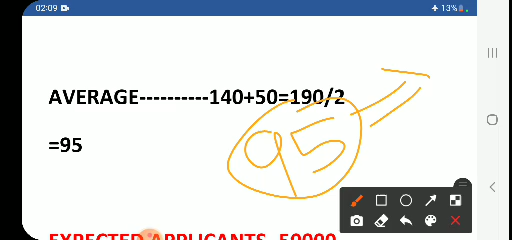 02:09
13%
AVERAGE----------140+50=190/2
=95
95 =
EXPECTED APPLICANTS 50000